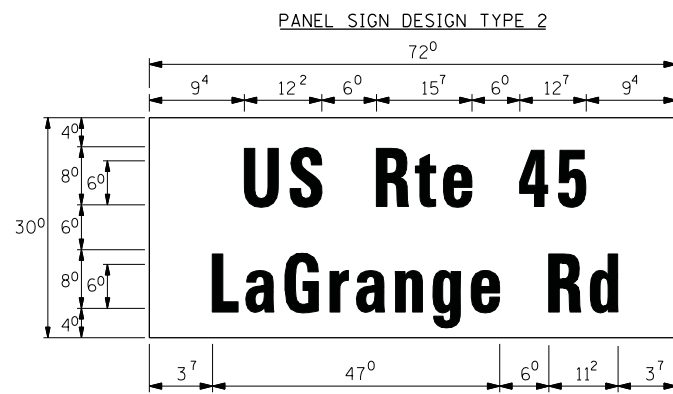 PANEL SIGN DESIGN TYPE 2
72⁰
9⁴ 12² 6⁰ 15⁷ 6⁰ 12⁷ 9⁴
4⁰
8⁰ 6⁰
US Rte 45
30⁰ 6⁰
8⁰ 6⁰
LaGrange Rd
4⁰
3⁷ 47⁰ 6⁰ 11² 3⁷